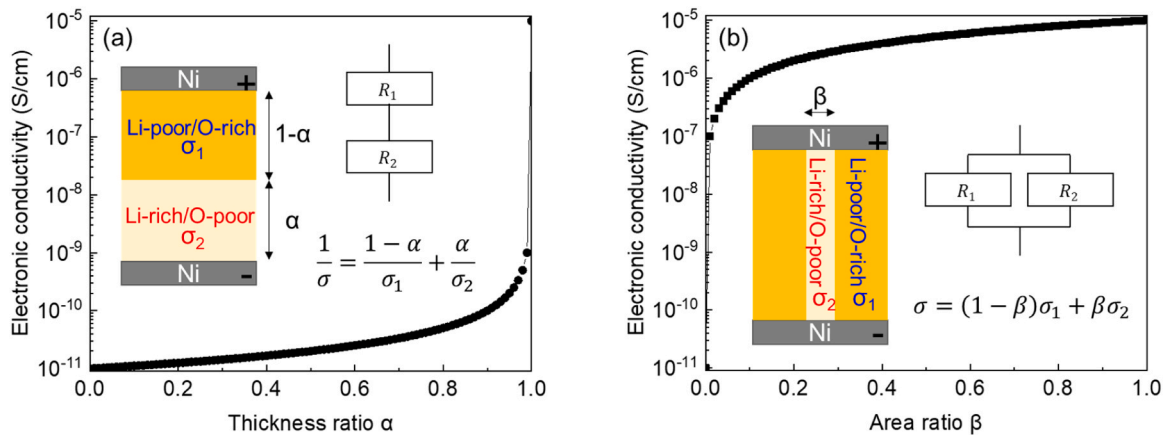 (a)
Electronic conductivity (S/cm)
10⁻⁵
10⁻⁶
10⁻⁷
10⁻⁸
10⁻⁹
10⁻¹⁰
10⁻¹¹
Ni +
Li-poor/O-rich
σ₁
1-α
Li-rich/O-poor
σ₂
α
Ni -
R₁
R₂
1/σ = (1 − α)/σ₁ + α/σ₂
0.0 0.2 0.4 0.6 0.8 1.0
Thickness ratio α
(b)
Electronic conductivity (S/cm)
10⁻⁵
10⁻⁶
10⁻⁷
10⁻⁸
10⁻⁹
10⁻¹⁰
10⁻¹¹
β
Ni +
Li-rich/O-poor σ₂
Li-poor/O-rich σ₁
Ni -
R₁ R₂
σ = (1 − β)σ₁ + βσ₂
0.0 0.2 0.4 0.6 0.8 1.0
Area ratio β